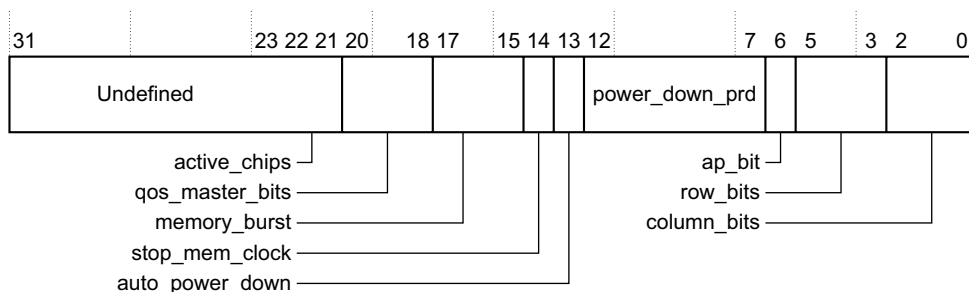 31 23 22 21 20 18 17 15 14 13 12 7 6 5 3 2 0
Undefined power_down_prd
active_chips ap_bit
qos_master_bits row_bits
memory_burst column_bits
stop_mem_clock
auto_power_down